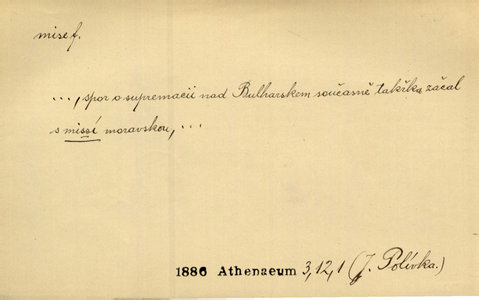 mise f.
..., spor o supremacii nad Bulharskem současně takřka začal
s missí moravskou, ...
1886 Athenaeum 3,12,1 (J. Polívka.)